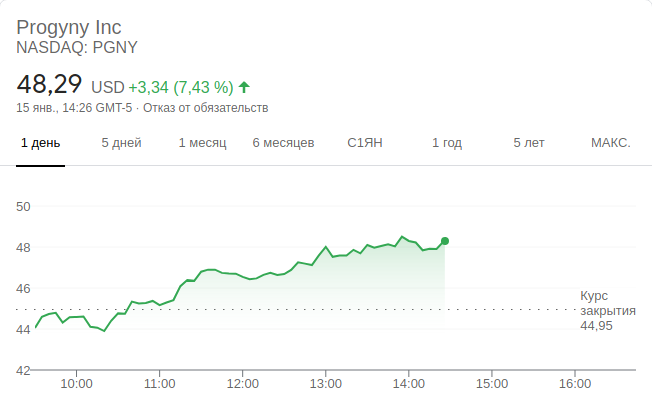 Progyny Inc
NASDAQ: PGNY
48,29 USD +3,34 (7,43 %)
15 янв., 14:26 GMT-5 · Отказ от обязательств
1 день 5 дней 1 месяц 6 месяцев С1ЯН 1 год 5 лет МАКС.
50
48
46
Курс
закрытия
44,95
44
42
10:00 11:00 12:00 13:00 14:00 15:00 16:00